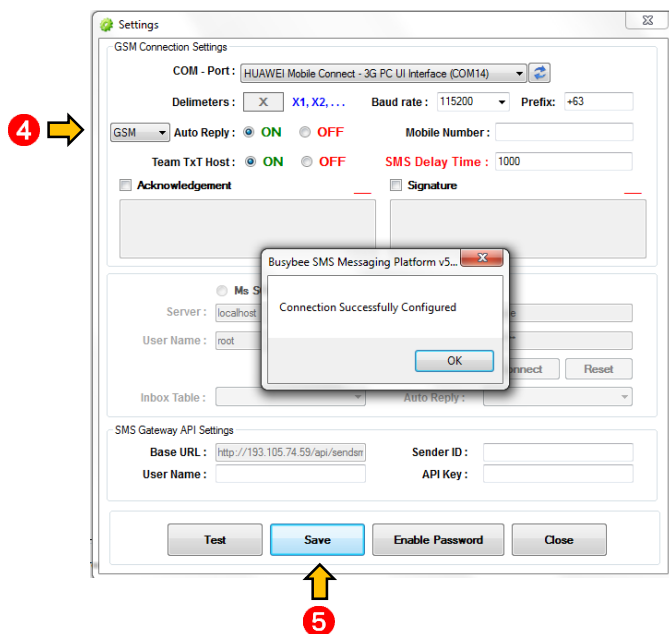 Settings
GSM Connection Settings
COM - Port : HUAWEI Mobile Connect - 3G PC UI Interface (COM14)
Delimeters : X X1, X2, . . . Baud rate : 115200 Prefix: +63
4 GSM Auto Reply : ON OFF Mobile Number :
Team TxT Host : ON OFF SMS Delay Time : 1000
Acknowledgement Signature
Busybee SMS Messaging Platform v5...
Ms S
Connection Successfully Configured
Server : localhost
User Name : root
OK
nnect Reset
Inbox Table : Auto Reply :
SMS Gateway API Settings
Base URL : http://193.105.74.59/api/sendsm Sender ID :
User Name : API Key :
Test Save Enable Password Close
5